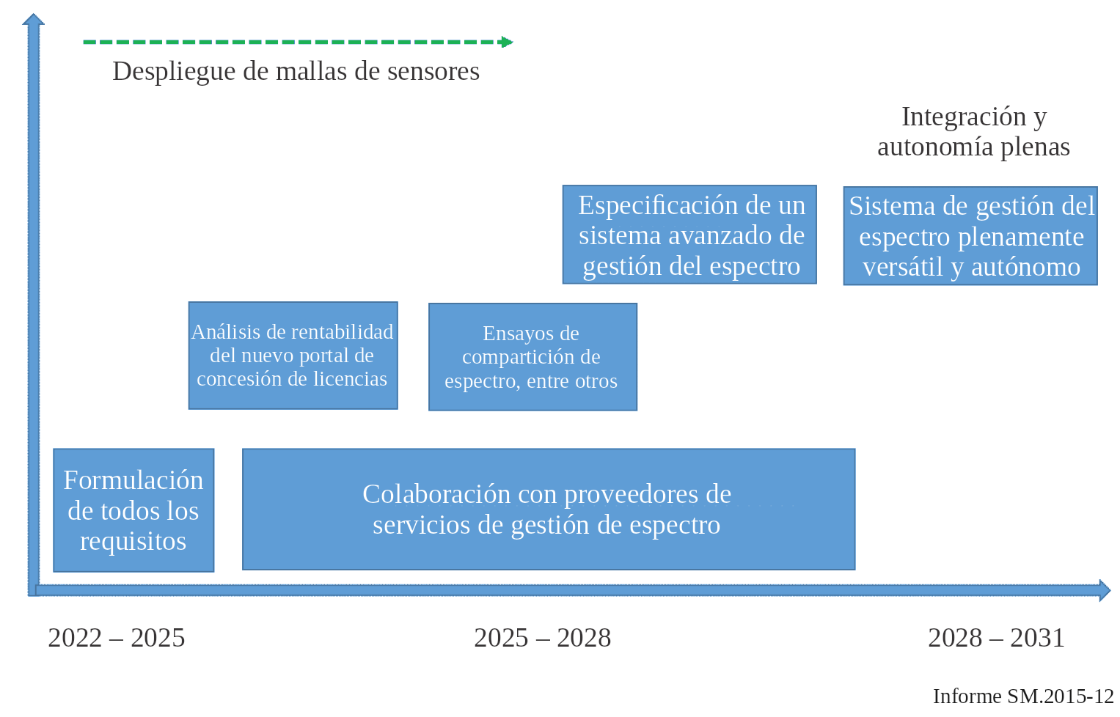 Despliegue de mallas de sensores
Integración y
autonomía plenas
Especificación de un
sistema avanzado de
gestión del espectro
Sistema de gestión del
espectro plenamente
versátil y autónomo
Análisis de rentabilidad
del nuevo portal de
concesión de licencias
Ensayos de
compartición de
espectro, entre otros
Formulación
de todos los
requisitos
Colaboración con proveedores de
servicios de gestión de espectro
2022 – 2025
2025 – 2028
2028 – 2031
Informe SM.2015-12